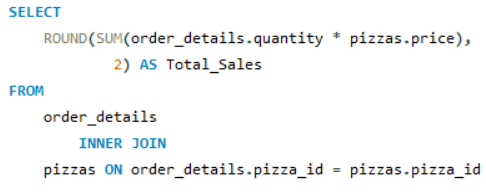 SELECT
ROUND(SUM(order_details.quantity * pizzas.price),
2) AS Total_Sales
FROM
order_details
INNER JOIN
pizzas ON order_details.pizza_id = pizzas.pizza_id